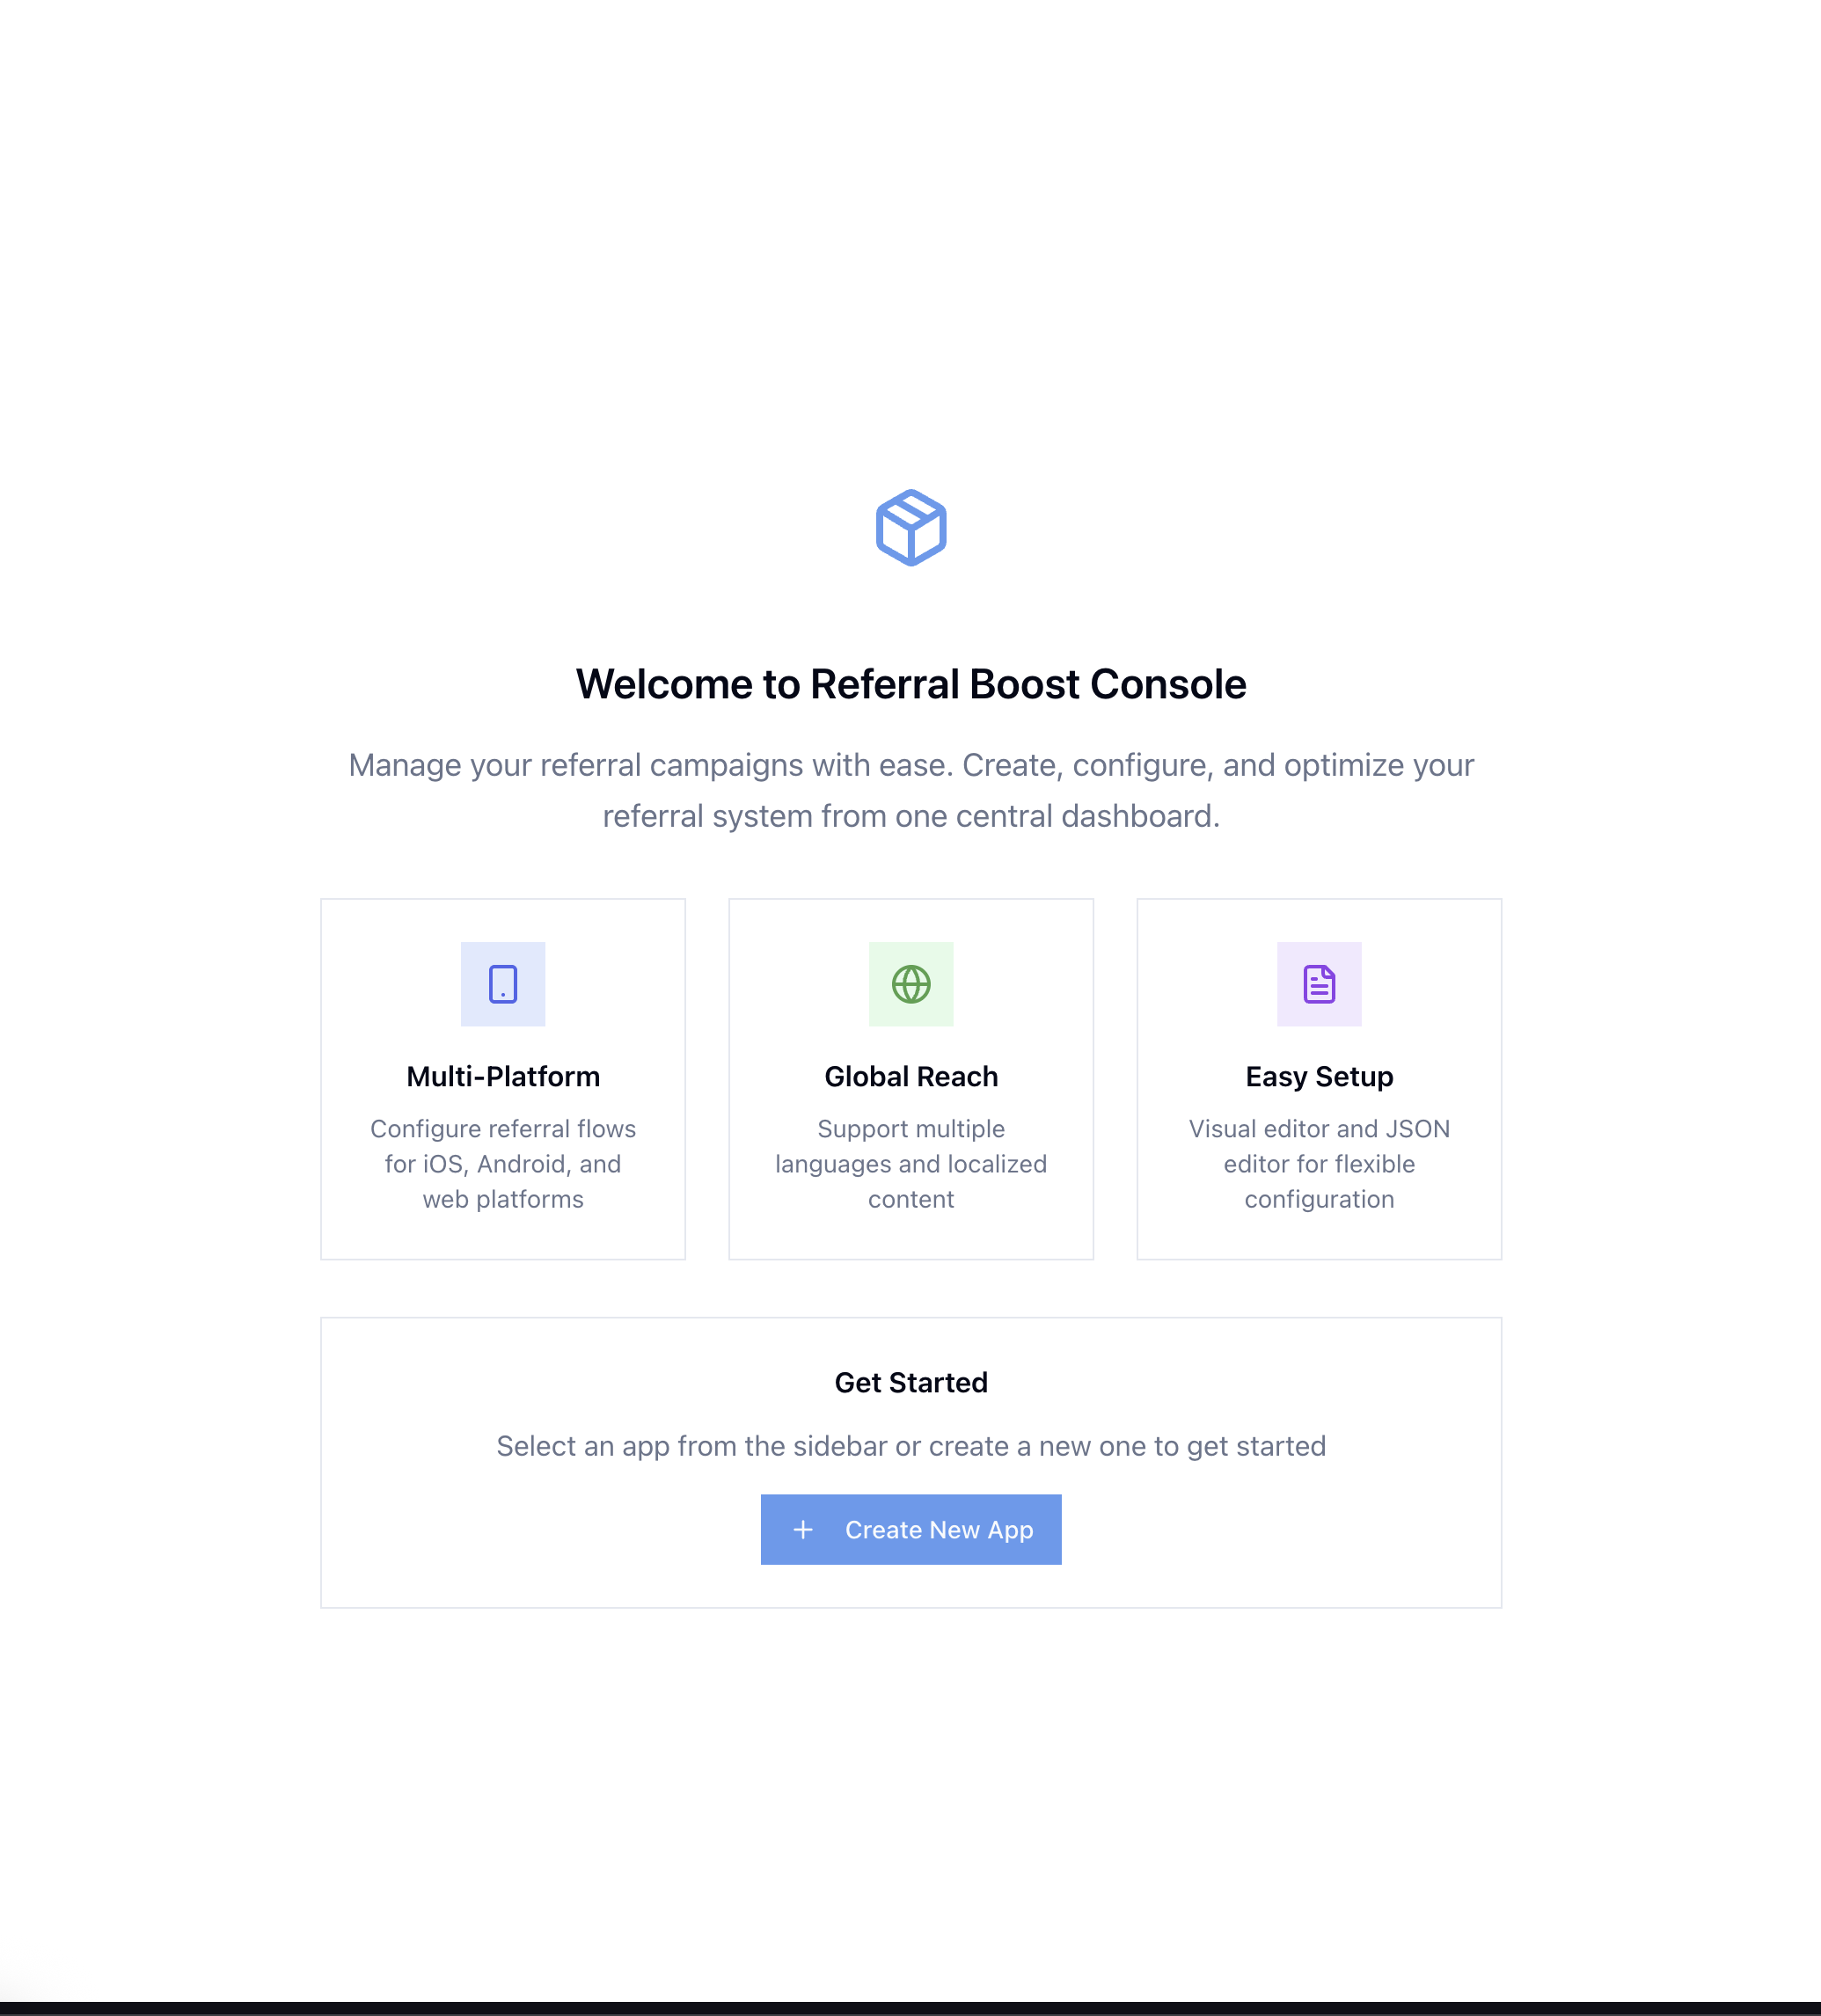 Welcome to Referral Boost Console
Manage your referral campaigns with ease. Create, configure, and optimize your
referral system from one central dashboard.
Multi-Platform
Configure referral flows
for iOS, Android, and
web platforms
Global Reach
Support multiple
languages and localized
content
Easy Setup
Visual editor and JSON
editor for flexible
configuration
Get Started
Select an app from the sidebar or create a new one to get started
Create New App